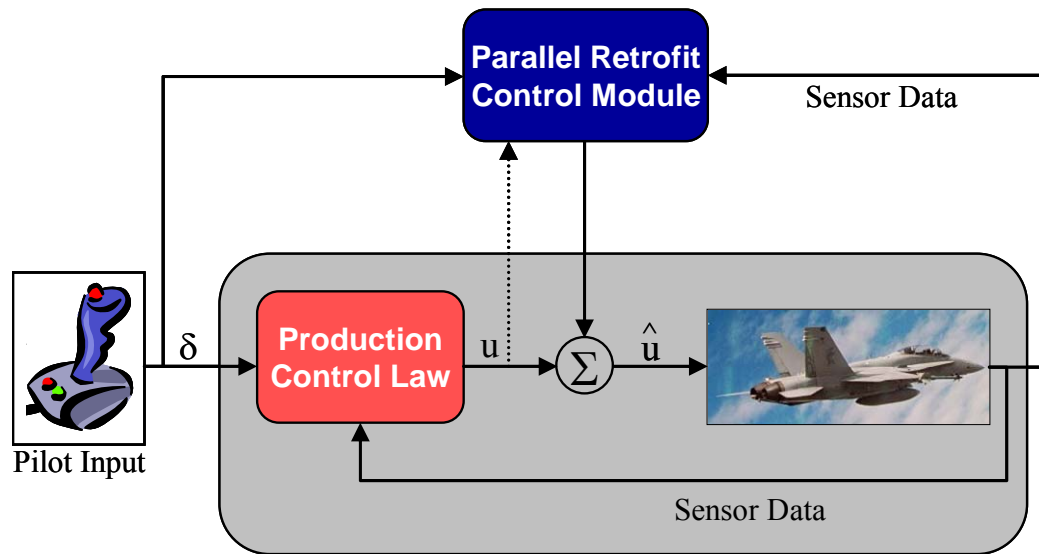 Parallel Retrofit
Control Module
Sensor Data
δ
Production
Control Law
u
Σ
û
Pilot Input
Sensor Data